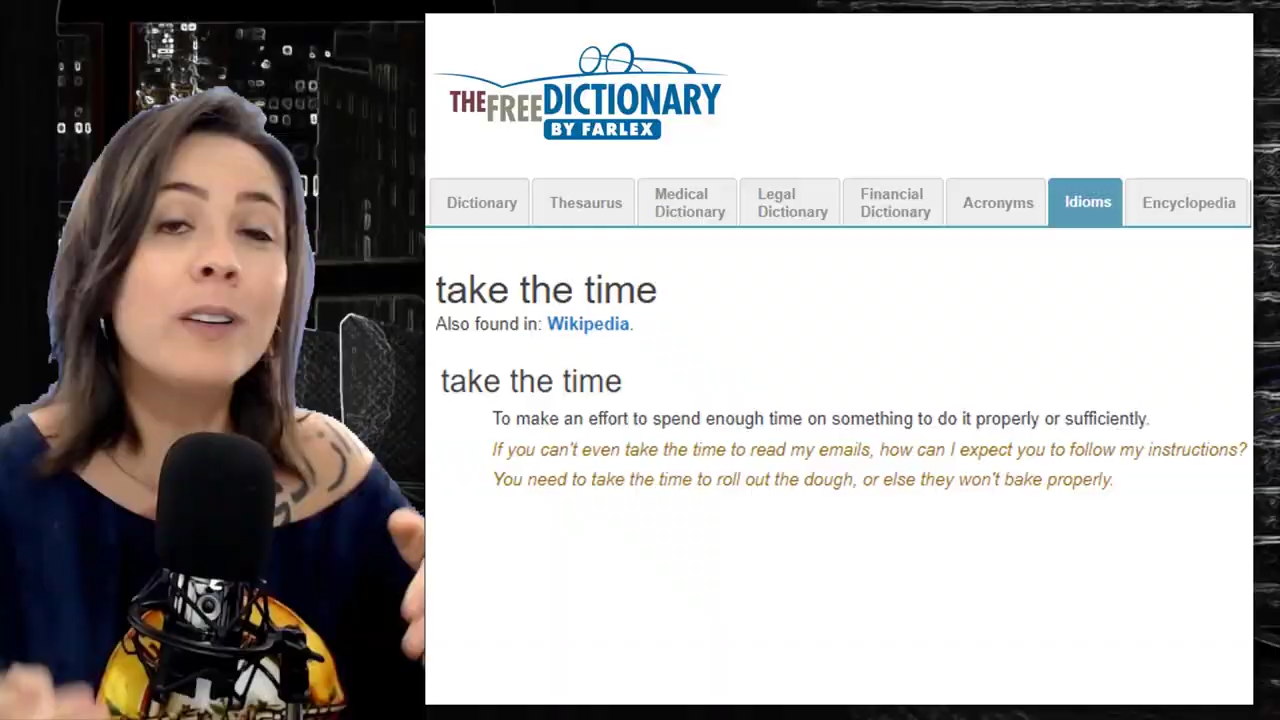 THEFREEDICTIONARY
BY FARLEX
Dictionary
Thesaurus
Medical Dictionary
Legal Dictionary
Financial Dictionary
Acronyms
Idioms
Encyclopedia
take the time
Also found in: Wikipedia.
take the time
To make an effort to spend enough time on something to do it properly or sufficiently.
If you can't even take the time to read my emails, how can I expect you to follow my instructions?
You need to take the time to roll out the dough, or else they won't bake properly.